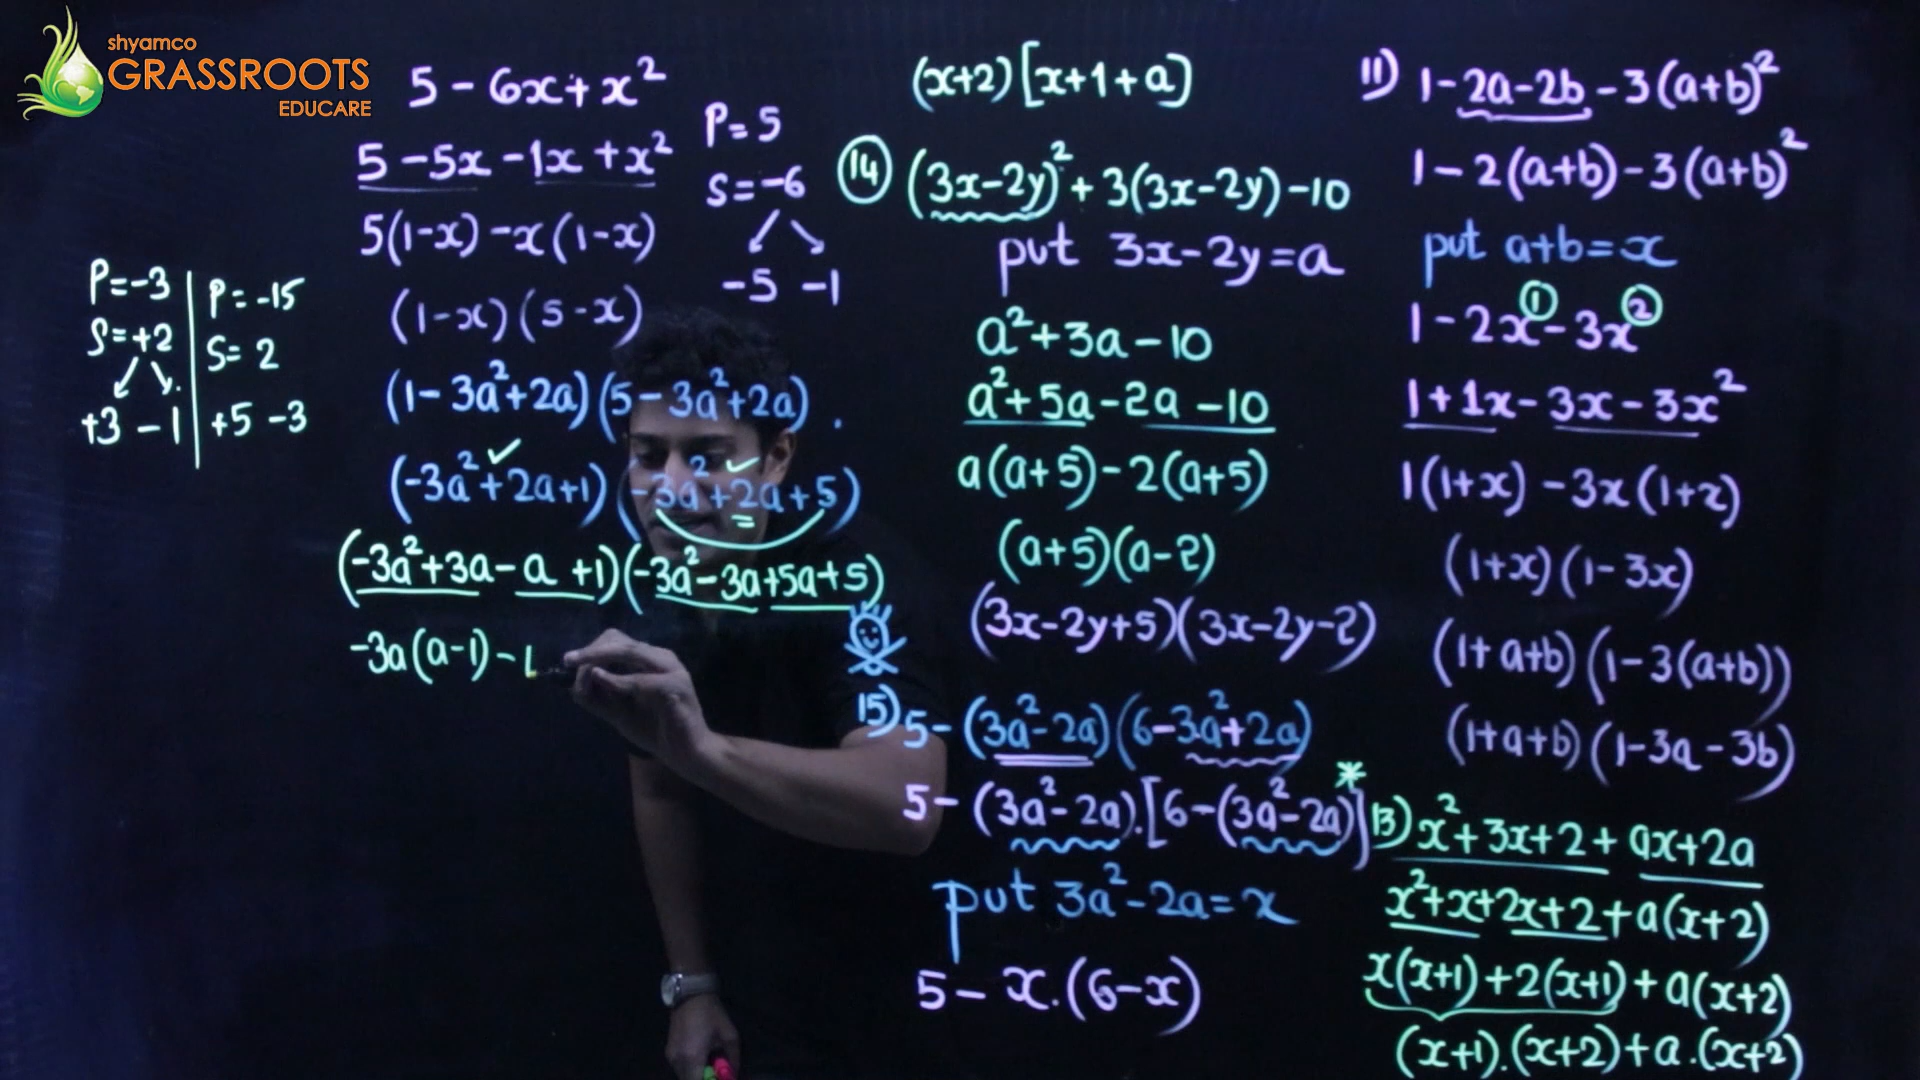 shyamco
GRASSROOTS
EDUCARE
P=-3
S=+2
+3 -1
P=-15
S=2
+5 -3
5-6x+x²
5-5x-1x+x²
5(1-x)-x(1-x)
(1-x)(5-x)
P=5
S=-6
-5 -1
(1-3a²+2a)(5-3a²+2a).
(-3a²+2a+1)(-3a²+2a+5)
(-3a²+3a-a+1)(-3a²-3a+5a+5)
-3a(a-1)-1
(x+2)[x+1+a]
14 (3x-2y)²+3(3x-2y)-10
put 3x-2y=a
a²+3a-10
a²+5a-2a-10
a(a+5)-2(a+5)
(a+5)(a-2)
(3x-2y+5)(3x-2y-2)
15) 5-(3a²-2a)(6-3a²+2a)
5-(3a²-2a).[6-(3a²-2a)] *
put 3a²-2a=x
5-x.(6-x)
11) 1-2a-2b-3(a+b)²
1-2(a+b)-3(a+b)²
put a+b=x
1-2x①-3x②
1+1x-3x-3x²
1(1+x)-3x(1+x)
(1+x)(1-3x)
(1+a+b)(1-3(a+b))
(1+a+b)(1-3a-3b)
13) x²+3x+2+ax+2a
x²+x+2x+2+a(x+2)
x(x+1)+2(x+1)+a(x+2)
(x+1).(x+2)+a.(x+2)